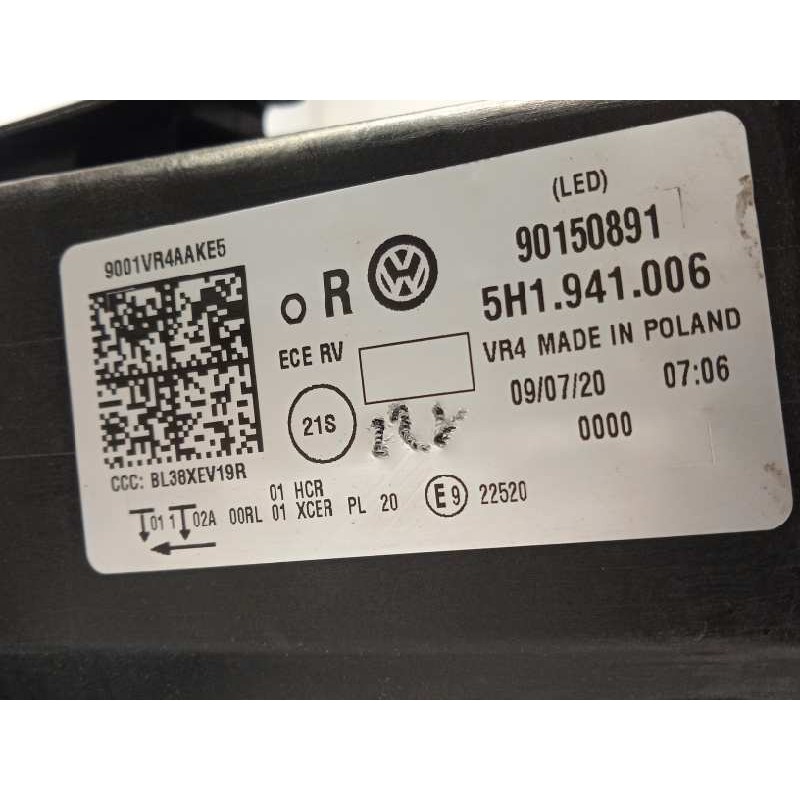 (LED)
9001VR4AAKE5
R
90150891
5H1.941.006
ECE RV
VR4 MADE IN POLAND
21S
09/07/20 07:06
0000
CCC: BL38XEV19R
01 HCR
01 1 02A 00RL 01 XCER PL 20 E9 22520